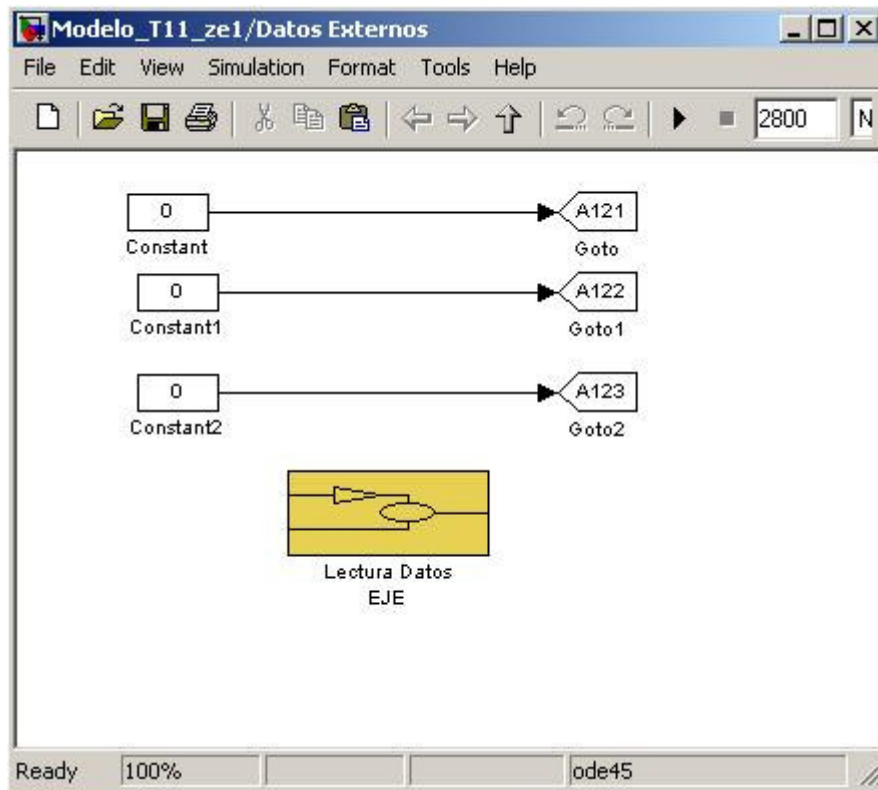 Modelo_T11_ze1/Datos Externos
File Edit View Simulation Format Tools Help
2800 N
0 A121
Constant Goto
0 A122
Constant1 Goto1
0 A123
Constant2 Goto2
Lectura Datos
EJE
Ready 100% ode45